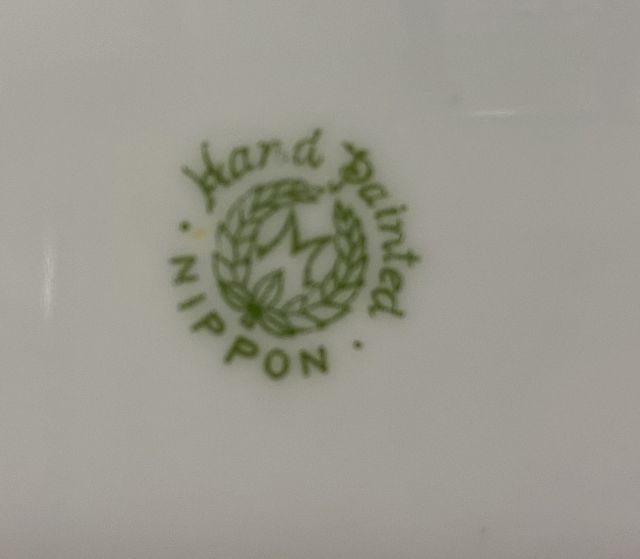 Hand Painted
M
· NIPPON ·